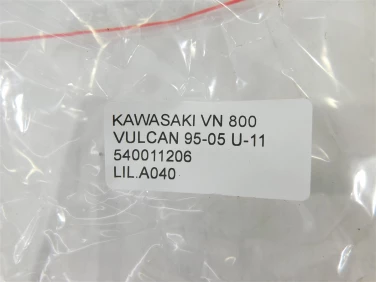 KAWASAKI VN 800
VULCAN 95-05 U-11
540011206
LIL.A040